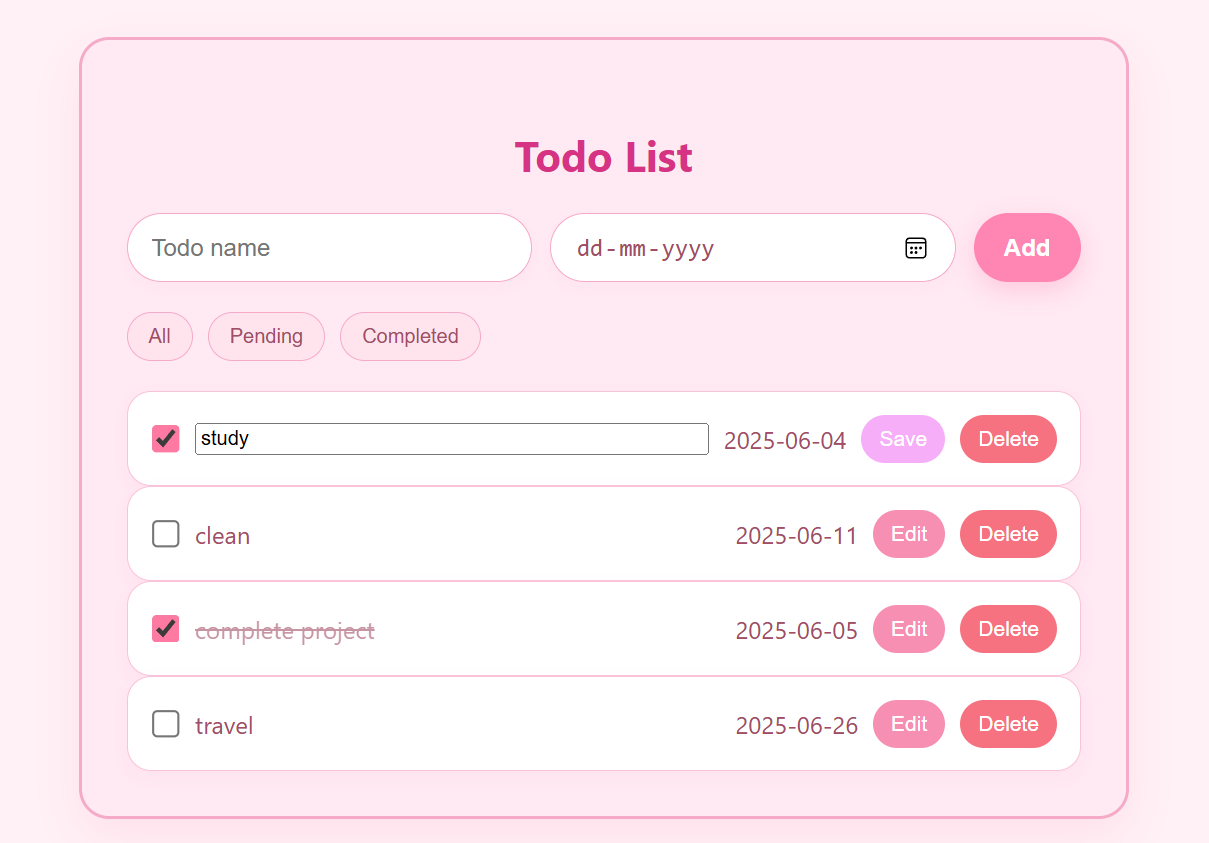 Todo List
Todo name dd-mm-yyyy Add
All Pending Completed
study 2025-06-04 Save Delete
clean 2025-06-11 Edit Delete
complete project 2025-06-05 Edit Delete
travel 2025-06-26 Edit Delete